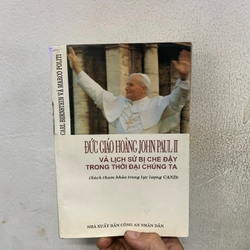 CARL BERNSTEIN VÀ MARCO POLITI
ĐỨC GIÁO HOÀNG JOHN PAUL II
VÀ LỊCH SỬ BỊ CHE ĐẬY
TRONG THỜI ĐẠI CHÚNG TA
(Sách tham khảo trong lực lượng CAND)
NHÀ XUẤT BẢN CÔNG AN NHÂN DÂN